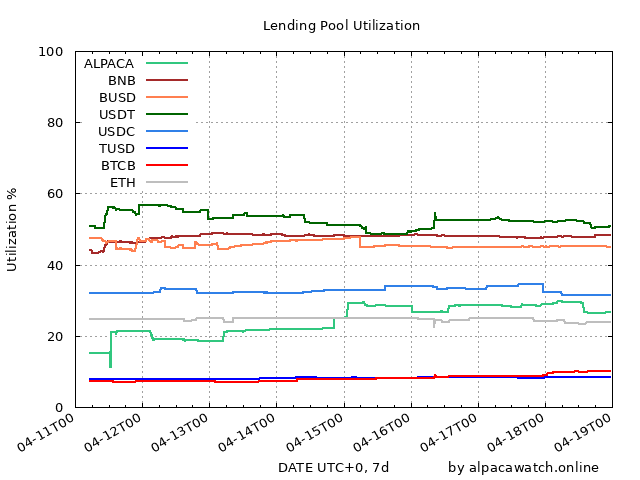 Lending Pool Utilization
100
80
60
40
20
0
Utilization %
ALPACA
BNB
BUSD
USDT
USDC
TUSD
BTCB
ETH
04-11T00
04-12T00
04-13T00
04-14T00
04-15T00
04-16T00
04-17T00
04-18T00
04-19T00
DATE UTC+0, 7d
by alpacawatch.online